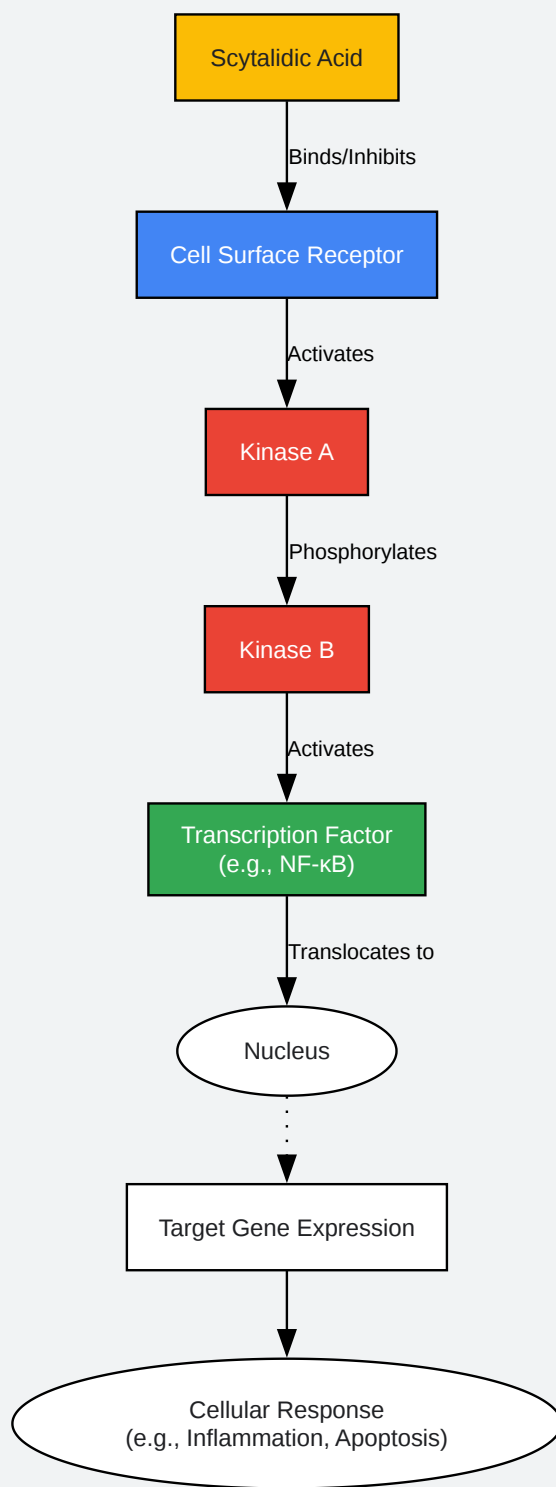 Scytalidic Acid
Binds/Inhibits
Cell Surface Receptor
Activates
Kinase A
Phosphorylates
Kinase B
Activates
Transcription Factor
(e.g., NF-κB)
Translocates to
Nucleus
Target Gene Expression
Cellular Response
(e.g., Inflammation, Apoptosis)